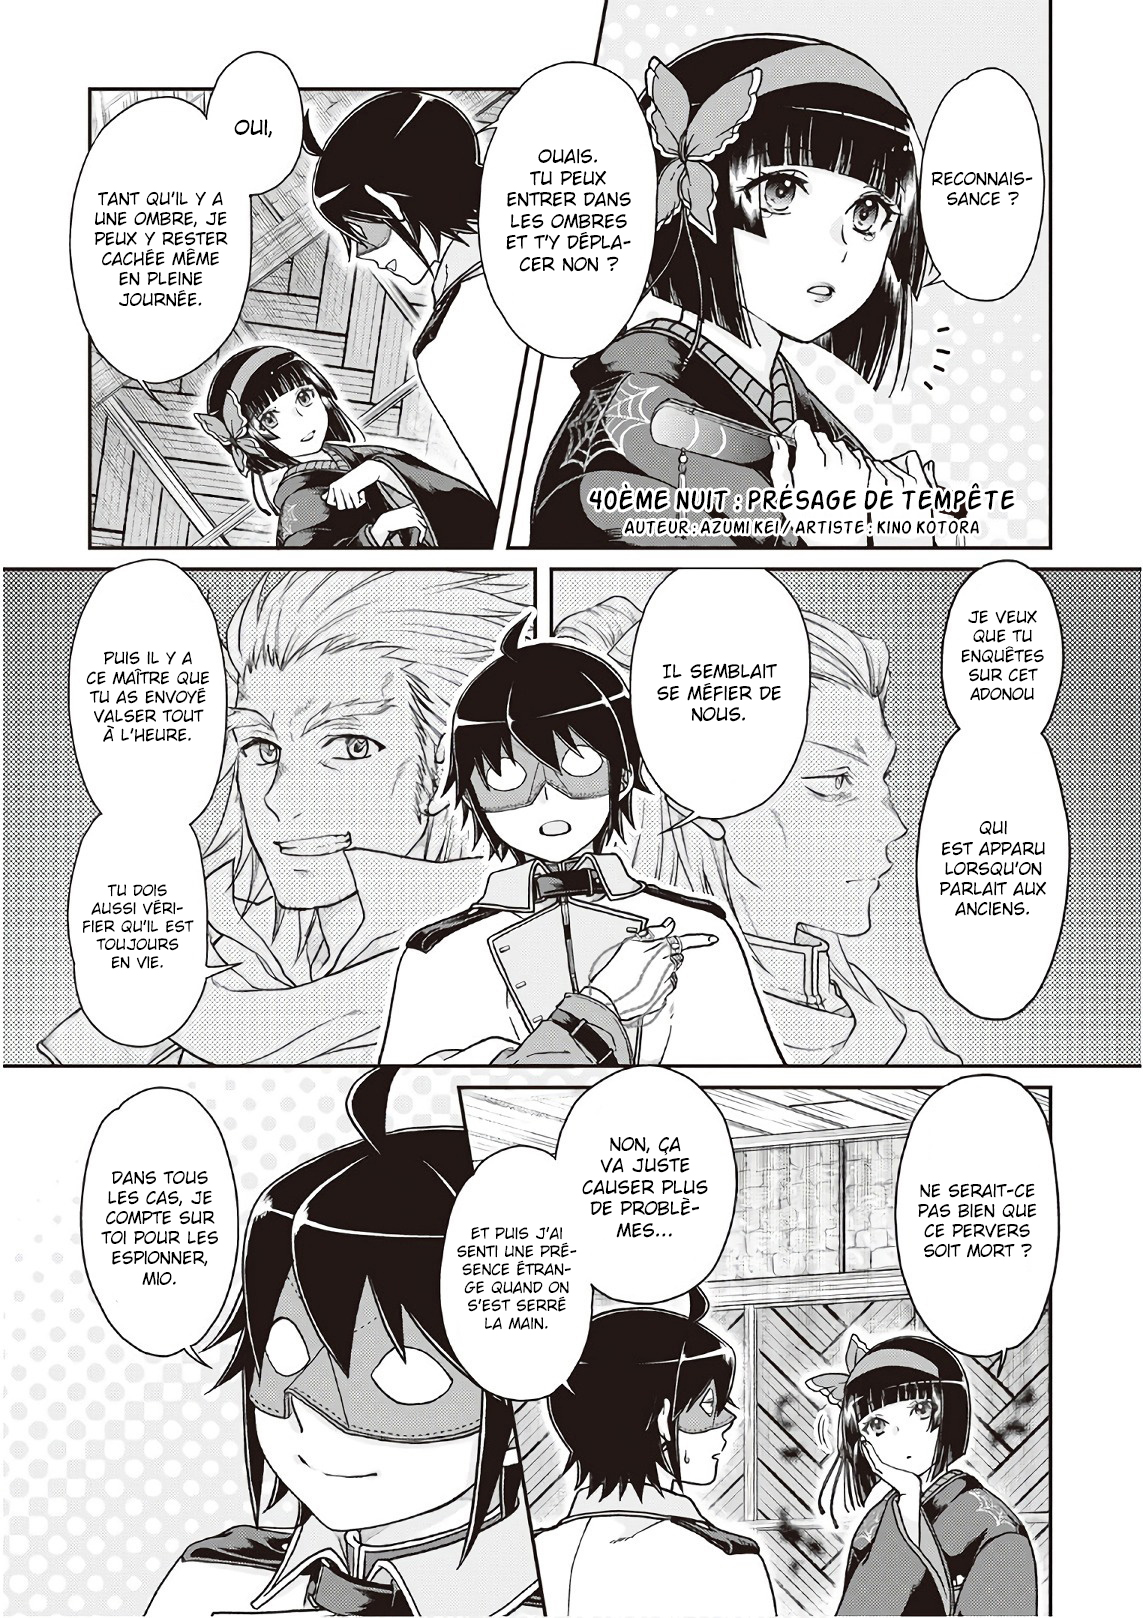 RECONNAIS-
SANCE ?
OUAIS.
TU PEUX
ENTRER DANS
LES OMBRES
ET T'Y DÉPLA-
CER NON ?
OUI,
TANT QU'IL Y A
UNE OMBRE, JE
PEUX Y RESTER
CACHÉE MÊME
EN PLEINE
JOURNÉE.
40ÈME NUIT : PRÉSAGE DE TEMPÊTE
AUTEUR : AZUMI KEI / ARTISTE : KINO KOTORA
JE VEUX
QUE TU
ENQUÊTES
SUR CET
ADONOU
QUI
EST APPARU
LORSQU'ON
PARLAIT AUX
ANCIENS.
IL SEMBLAIT
SE MÉFIER DE
NOUS.
PUIS IL Y A
CE MAÎTRE QUE
TU AS ENVOYÉ
VALSER TOUT
À L'HEURE.
TU DOIS
AUSSI VÉRI-
FIER QU'IL EST
TOUJOURS
EN VIE.
NE SERAIT-CE
PAS BIEN QUE
CE PERVERS
SOIT MORT ?
NON, ÇA
VA JUSTE
CAUSER PLUS
DE PROBLÈ-
MES...
ET PUIS J'AI
SENTI UNE PRÉ-
SENCE ÉTRAN-
GE QUAND ON
S'EST SERRÉ
LA MAIN.
DANS TOUS
LES CAS, JE
COMPTE SUR
TOI POUR LES
ESPIONNER,
MIO.